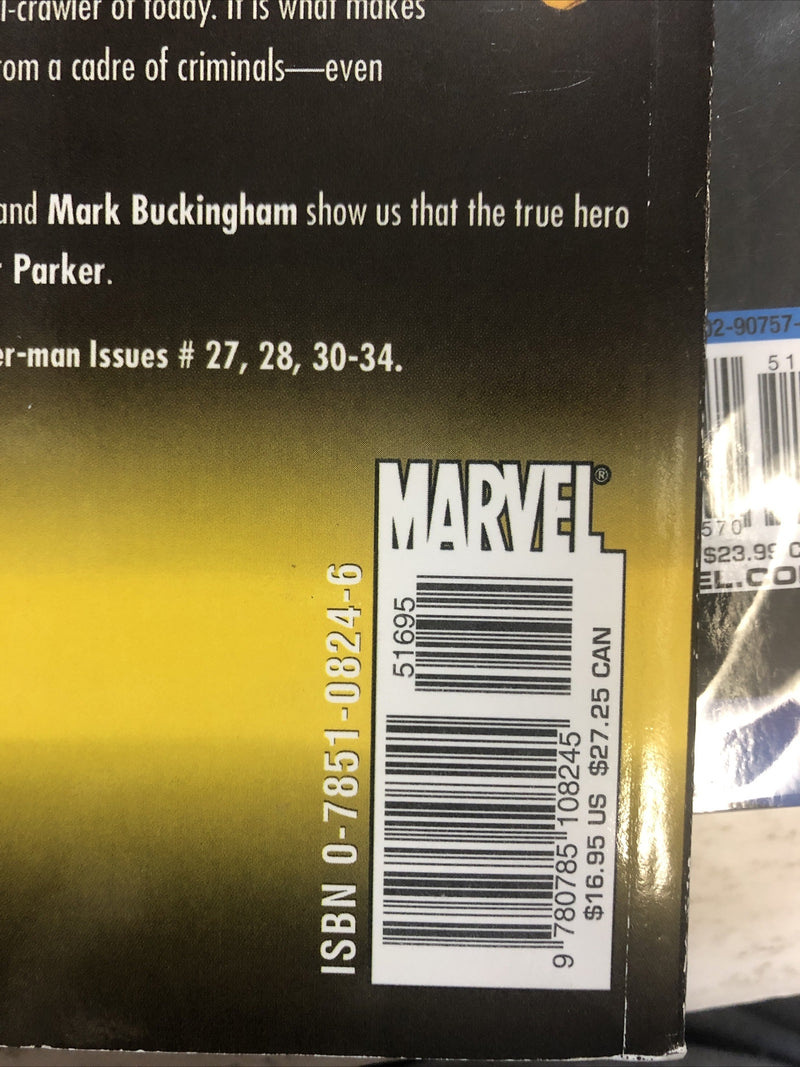 l-crawler of today. It is what makes
om a cadre of criminals—even
and Mark Buckingham show us that the true hero
Parker.
er-man Issues # 27, 28, 30-34.
MARVEL®
51695
ISBN 0-7851-0824-6
9 780785 108245
$16.95 US $27.25 CAN
02-90757-
51
570
$23.99 C
EL.CO